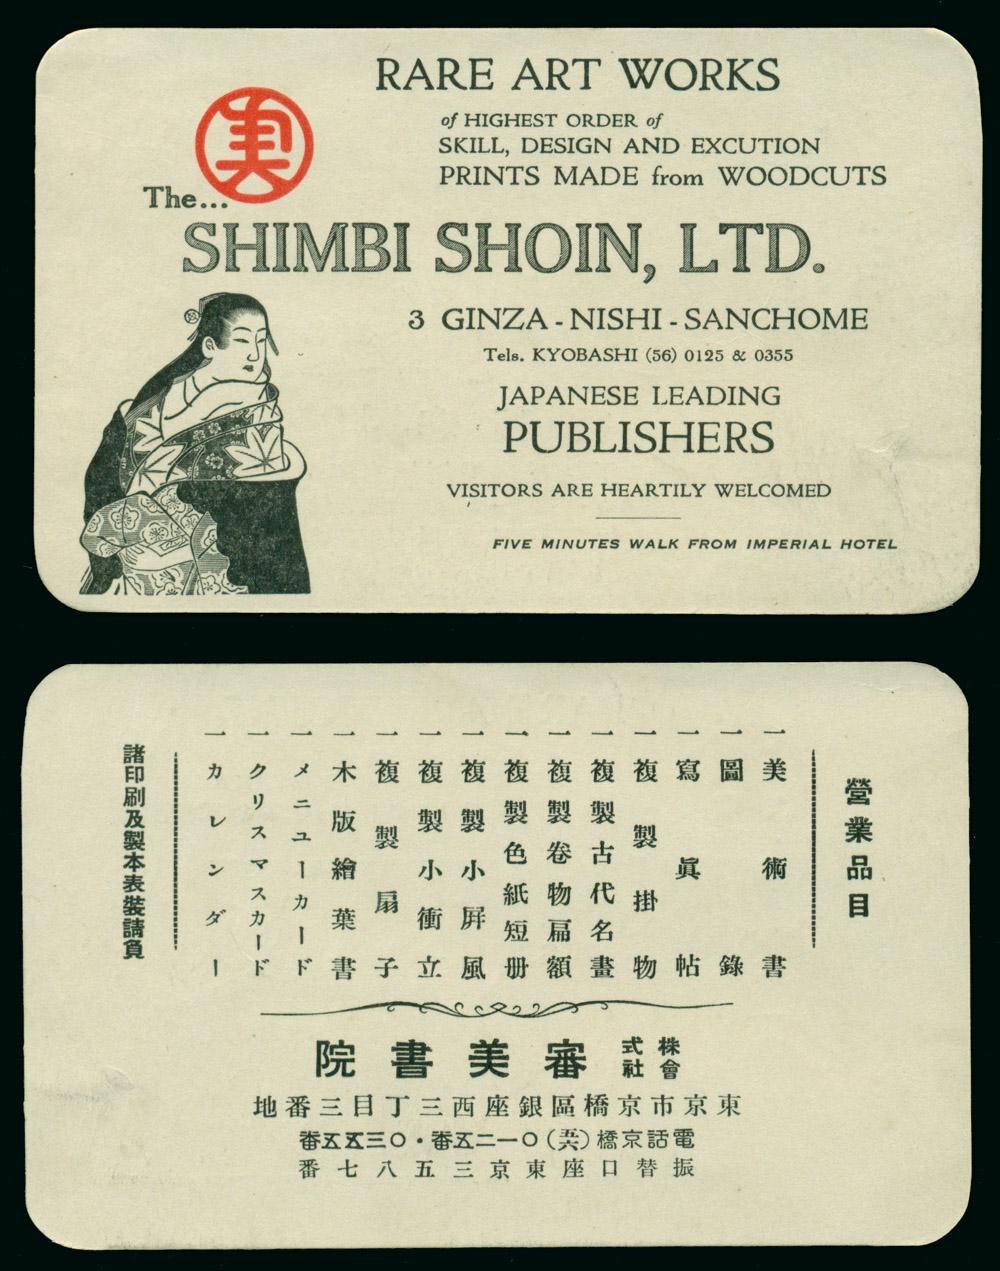 RARE ART WORKS
of HIGHEST ORDER of
SKILL, DESIGN AND EXCUTION
PRINTS MADE from WOODCUTS
The...
SHIMBI SHOIN, LTD.
3 GINZA - NISHI - SANCHOME
Tels. KYOBASHI (56) 0125 & 0355
JAPANESE LEADING
PUBLISHERS
VISITORS ARE HEARTILY WELCOMED
FIVE MINUTES WALK FROM IMPERIAL HOTEL
營業品目
一美術書
一圖錄
一寫眞帖
一複製掛物
一複製古代名畫
一複製卷物扁額
一複製色紙短册
一複製小屏風
一複製小衝立
一複製扇子
一木版繪葉書
一メニユーカード
一クリスマスカード
一カレンダー
諸印刷及製本表裝請負
株式會社 審美書院
東京市京橋區銀座西三丁目三番地
電話京橋(五六)〇一二五番・〇三五五番
振替口座東京三五八七番